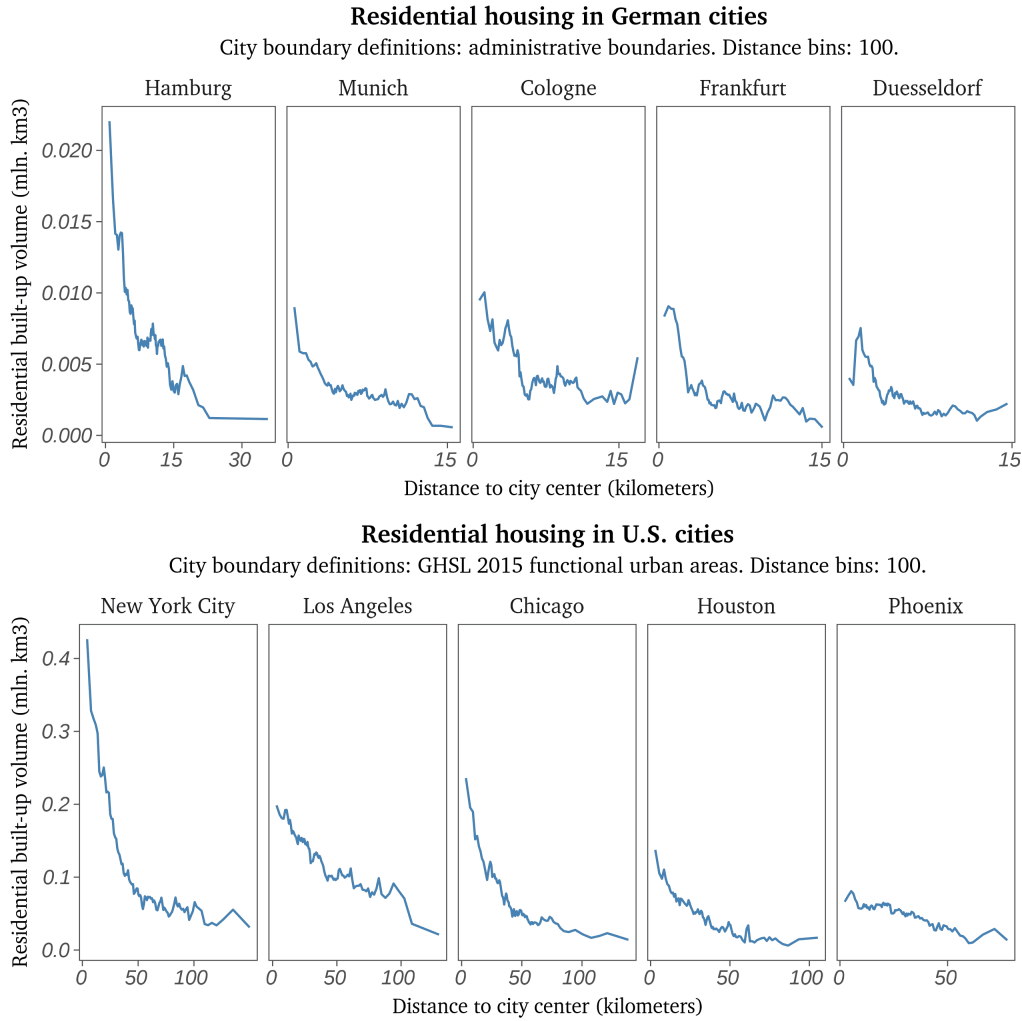 Residential housing in German cities
City boundary definitions: administrative boundaries. Distance bins: 100.
Hamburg Munich Cologne Frankfurt Duesseldorf
Residential built-up volume (mln. km3)
0.020
0.015
0.010
0.005
0.000
0 15 30 0 15 0 15 0 15 0 15
Distance to city center (kilometers)
Residential housing in U.S. cities
City boundary definitions: GHSL 2015 functional urban areas. Distance bins: 100.
New York City Los Angeles Chicago Houston Phoenix
Residential built-up volume (mln. km3)
0.4
0.3
0.2
0.1
0.0
0 50 100 0 50 100 0 50 100 0 50 100 0 50
Distance to city center (kilometers)